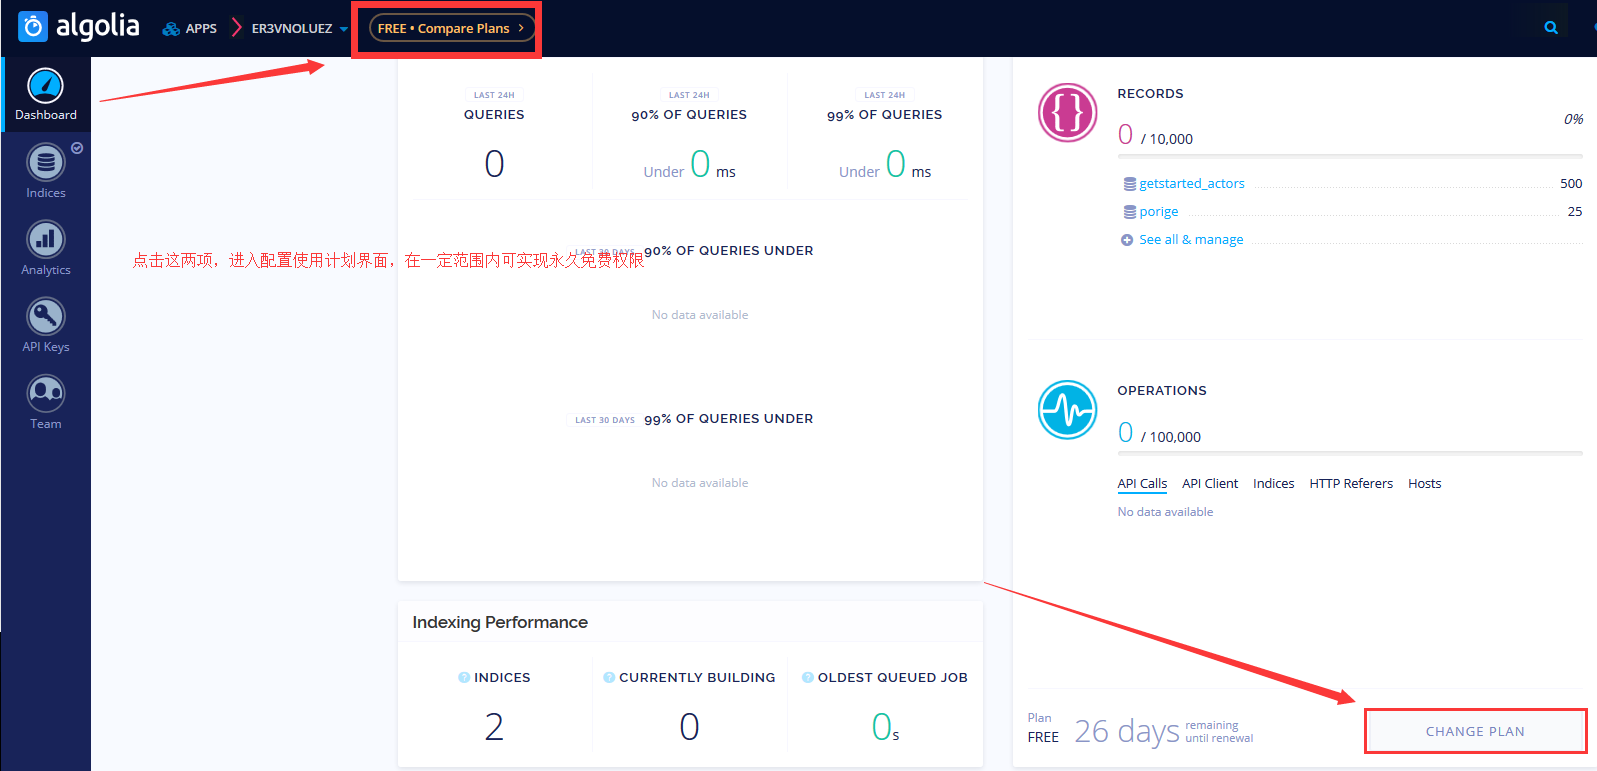 algolia
APPS
ER3VNOLUEZ
FREE • Compare Plans
Dashboard
Indices
Analytics
API Keys
Team
LAST 24H
QUERIES
0
LAST 24H
90% OF QUERIES
Under 0 ms
LAST 24H
99% OF QUERIES
Under 0 ms
LAST 30 DAYS 90% OF QUERIES UNDER
点击这两项，进入配置使用计划界面，在一定范围内可实现永久免费权限
No data available
LAST 30 DAYS 99% OF QUERIES UNDER
No data available
Indexing Performance
? INDICES
2
? CURRENTLY BUILDING
0
? OLDEST QUEUED JOB
0s
RECORDS
0 / 10,000
0%
getstarted_actors 500
porige 25
See all & manage
OPERATIONS
0 / 100,000
API Calls API Client Indices HTTP Referers Hosts
No data available
Plan
FREE
26 days
remaining
until renewal
CHANGE PLAN